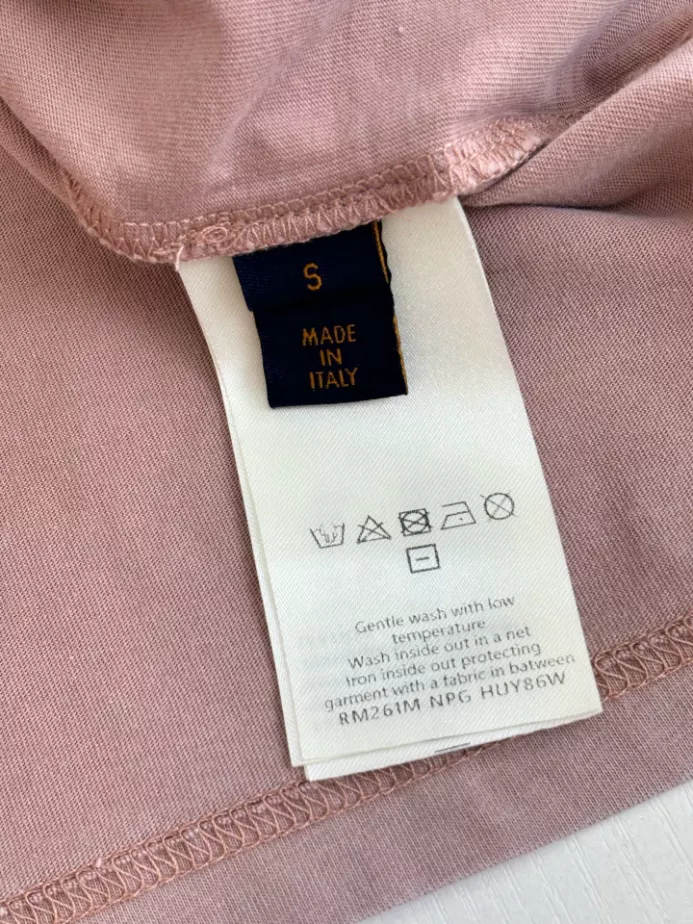 S
MADE
IN
ITALY
Gentle wash with low
temperature
Wash inside out in a net
Iron inside out protecting
garment with a fabric in batween
RM261M NPG HUY86W